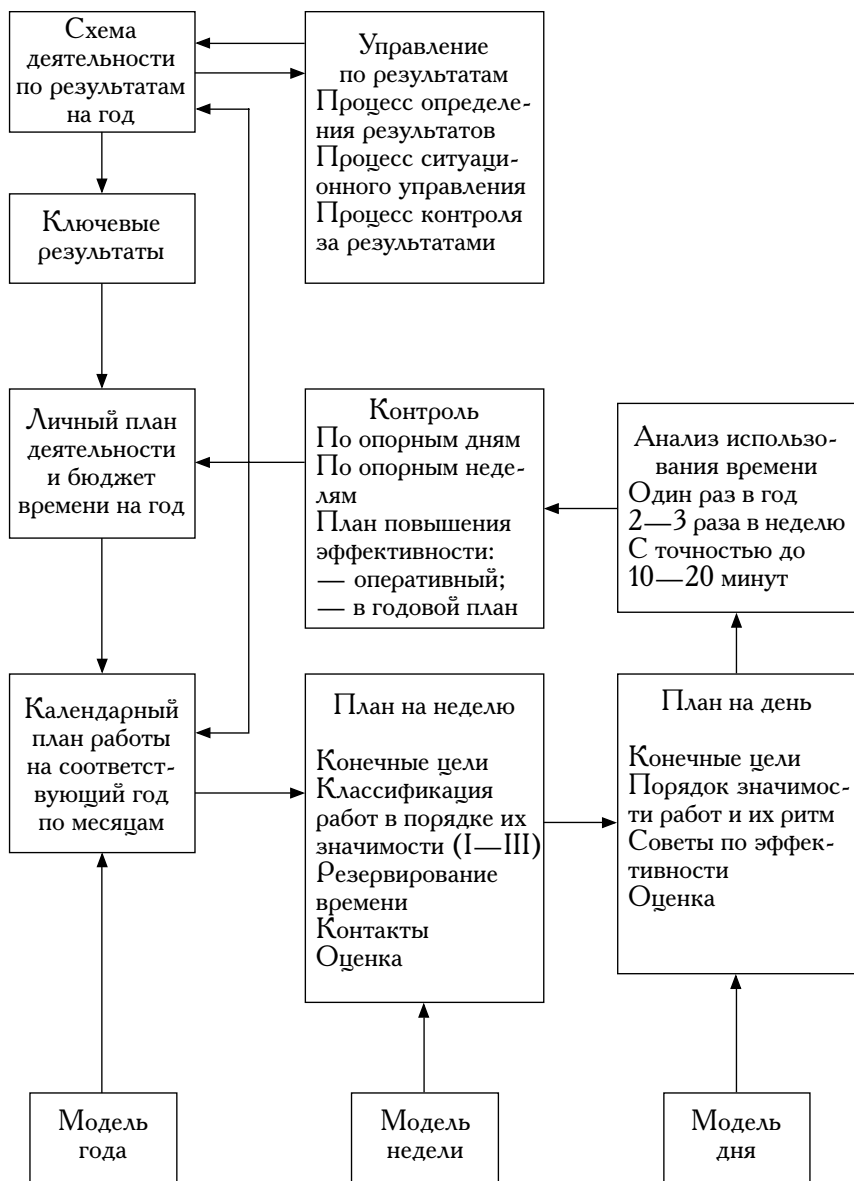 Схема
деятельности
по результатам
на год
Управление
по результатам
Процесс определе-
ния результатов
Процесс ситуаци-
онного управления
Процесс контроля
за результатами
Ключевые
результаты
Личный план
деятельности
и бюджет
времени на год
Контроль
По опорным дням
По опорным неде-
лям
План повышения
эффективности:
— оперативный;
— в годовой план
Анализ использо-
вания времени
Один раз в год
2—3 раза в неделю
С точностью до
10—20 минут
Календарный
план работы
на соответст-
вующий год
по месяцам
План на неделю
Конечные цели
Классификация
работ в порядке их
значимости (I—III)
Резервирование
времени
Контакты
Оценка
План на день
Конечные цели
Порядок значимос-
ти работ и их ритм
Советы по эффек-
тивности
Оценка
Модель
года
Модель
недели
Модель
дня